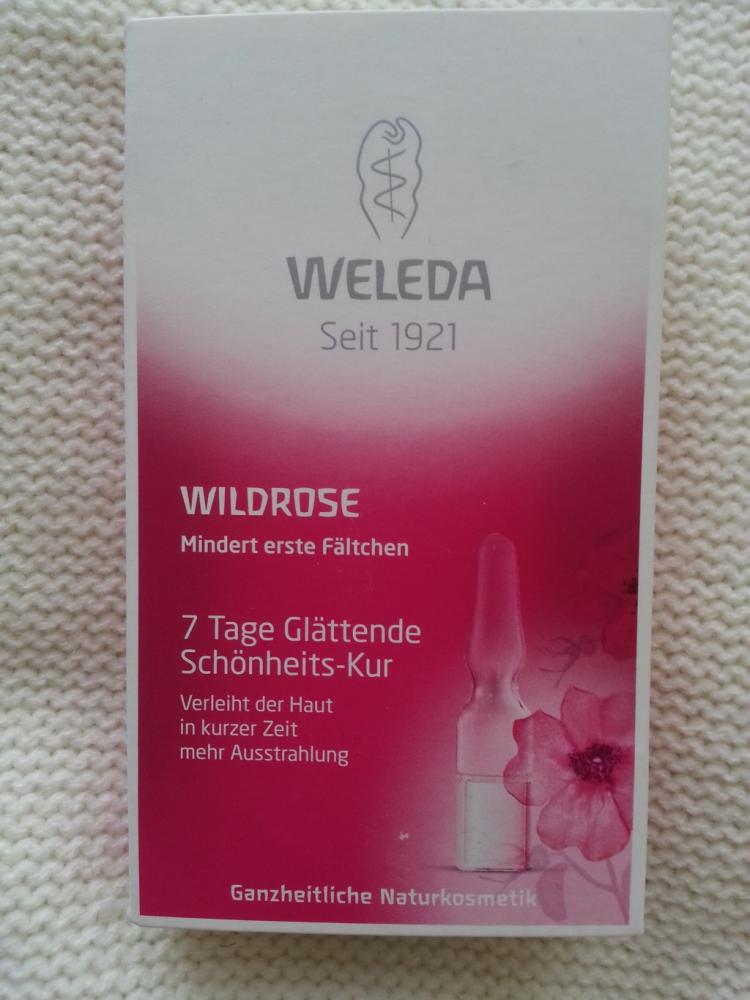 WELEDA
Seit 1921
WILDROSE
Mindert erste Fältchen
7 Tage Glättende
Schönheits-Kur
Verleiht der Haut
in kurzer Zeit
mehr Ausstrahlung
Ganzheitliche Naturkosmetik